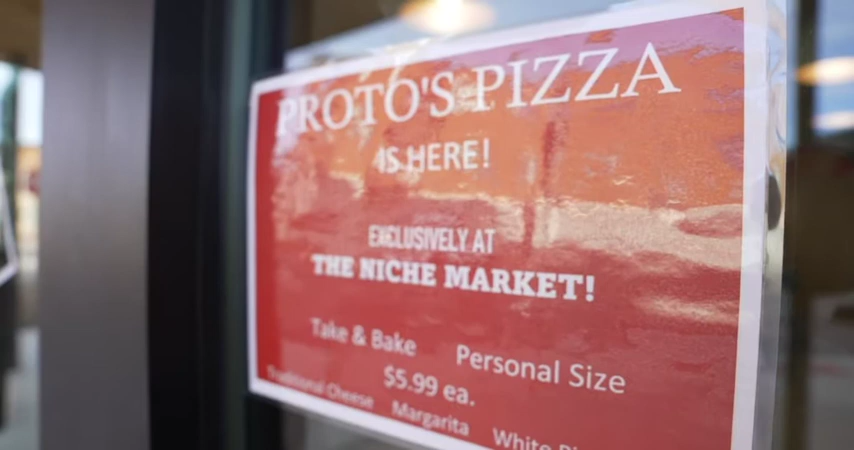 PROTO'S PIZZA
IS HERE!
EXCLUSIVELY AT
THE NICHE MARKET!
Take & Bake Personal Size
$5.99 ea.
Traditional Cheese Margarita White